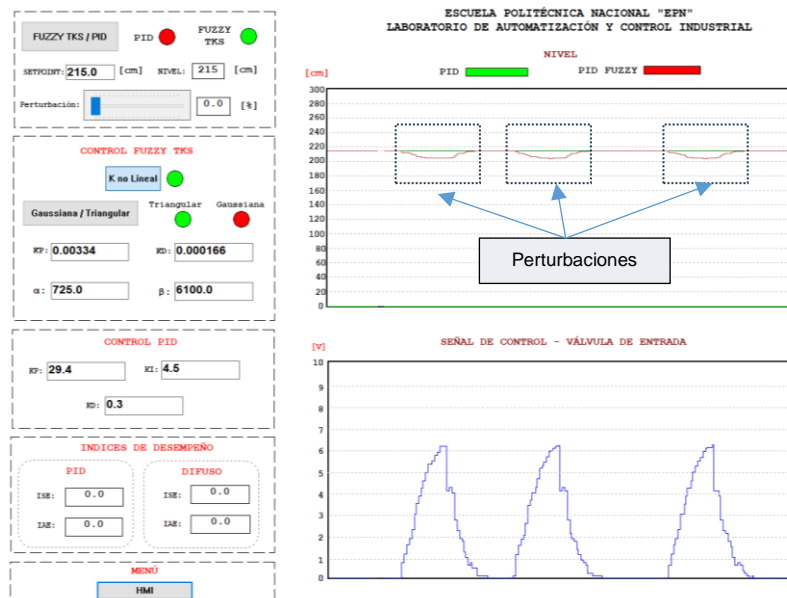 FUZZY TKS / PID
PID
FUZZY TKS
SETPOINT: 215.0 [cm] NIVEL: 215 [cm]
Perturbación: 0.0 [%]
CONTROL FUZZY TKS
K no Lineal
Gaussiana / Triangular
Triangular
Gaussiana
KP: 0.00334 KD: 0.000166
α: 725.0 β: 6100.0
CONTROL PID
KP: 29.4 KI: 4.5
KD: 0.3
INDICES DE DESEMPEÑO
PID
ISE: 0.0
IAE: 0.0
DIFUSO
ISE: 0.0
IAE: 0.0
MENÚ
HMI
ESCUELA POLITÉCNICA NACIONAL "EPN"
LABORATORIO DE AUTOMATIZACIÓN Y CONTROL INDUSTRIAL
NIVEL
[cm]
PID
PID FUZZY
300
280
260
240
220
200
180
160
140
120
100
80
60
40
20
0
Perturbaciones
[V]
SEÑAL DE CONTROL - VÁLVULA DE ENTRADA
10
9
8
7
6
5
4
3
2
1
0